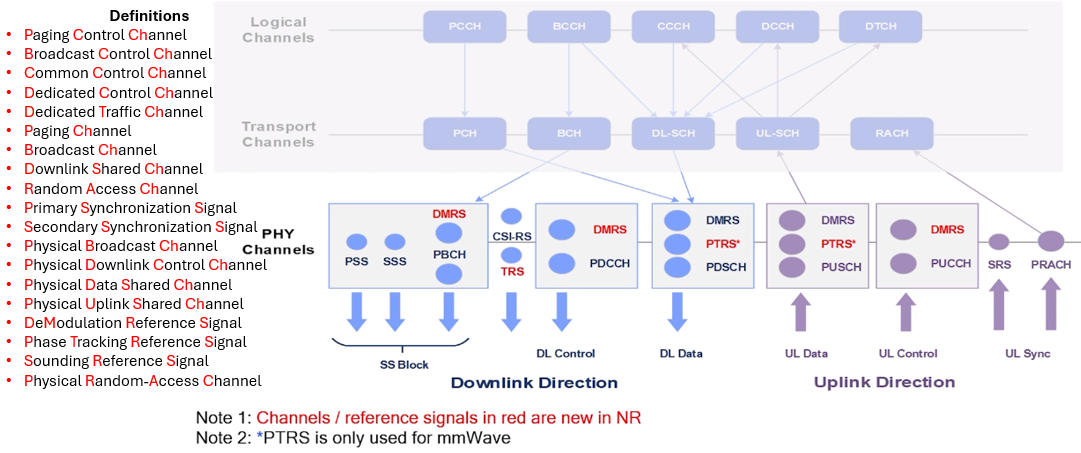 Definitions
• Paging Control Channel
• Broadcast Control Channel
• Common Control Channel
• Dedicated Control Channel
• Dedicated Traffic Channel
• Paging Channel
• Broadcast Channel
• Downlink Shared Channel
• Random Access Channel
• Primary Synchronization Signal
• Secondary Synchronization Signal
• Physical Broadcast Channel
• Physical Downlink Control Channel
• Physical Data Shared Channel
• Physical Uplink Shared Channel
• DeModulation Reference Signal
• Phase Tracking Reference Signal
• Sounding Reference Signal
• Physical Random-Access Channel
Logical
Channels
PCCH
BCCH
CCCH
DCCH
DTCH
Transport
Channels
PCH
BCH
DL-SCH
UL-SCH
RACH
PHY
Channels
PSS
SSS
DMRS
PBCH
CSI-RS
TRS
DMRS
PDCCH
DMRS
PTRS*
PDSCH
DMRS
PTRS*
PUSCH
DMRS
PUCCH
SRS
PRACH
SS Block
DL Control
DL Data
UL Data
UL Control
UL Sync
Downlink Direction
Uplink Direction
Note 1: Channels / reference signals in red are new in NR
Note 2: *PTRS is only used for mmWave